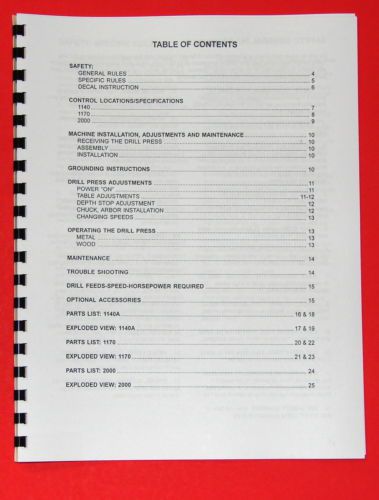 TABLE OF CONTENTS
SAFETY:
GENERAL RULES 4
SPECIFIC RULES 5
DECAL INSTRUCTION 6
CONTROL LOCATIONS/SPECIFICATIONS
1140 7
1170 8
2000 9
MACHINE INSTALLATION, ADJUSTMENTS AND MAINTENANCE 10
RECEIVING THE DRILL PRESS 10
ASSEMBLY 10
INSTALLATION 10
GROUNDING INSTRUCTIONS 10
DRILL PRESS ADJUSTMENTS 11
POWER "ON" 11
TABLE ADJUSTMENTS 11-12
DEPTH STOP ADJUSTMENT 12
CHUCK, ARBOR INSTALLATION 12
CHANGING SPEEDS 13
OPERATING THE DRILL PRESS 13
METAL 13
WOOD 13
MAINTENANCE 14
TROUBLE SHOOTING 14
DRILL FEEDS-SPEED-HORSEPOWER REQUIRED 15
OPTIONAL ACCESSORIES 15
PARTS LIST: 1140A 16 & 18
EXPLODED VIEW: 1140A 17 & 19
PARTS LIST: 1170 20 & 22
EXPLODED VIEW: 1170 21 & 23
PARTS LIST: 2000 24
EXPLODED VIEW: 2000 25